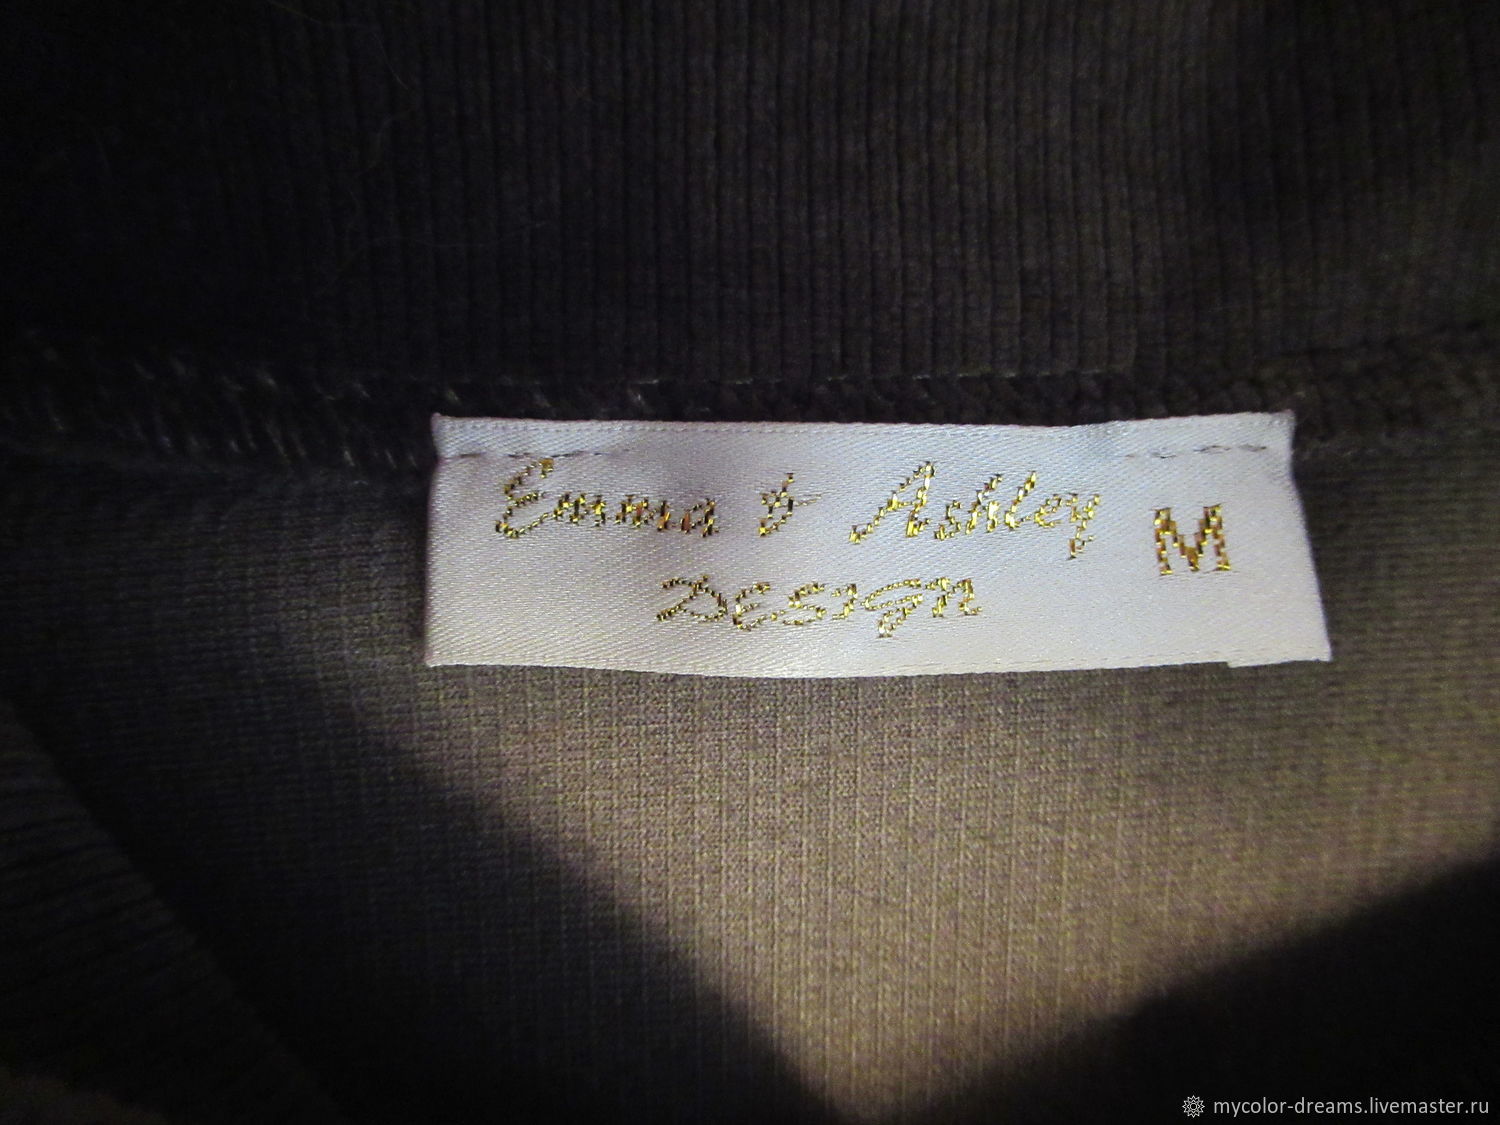 Emma & Ashley M
DESIGN
mycolor-dreams.livemaster.ru